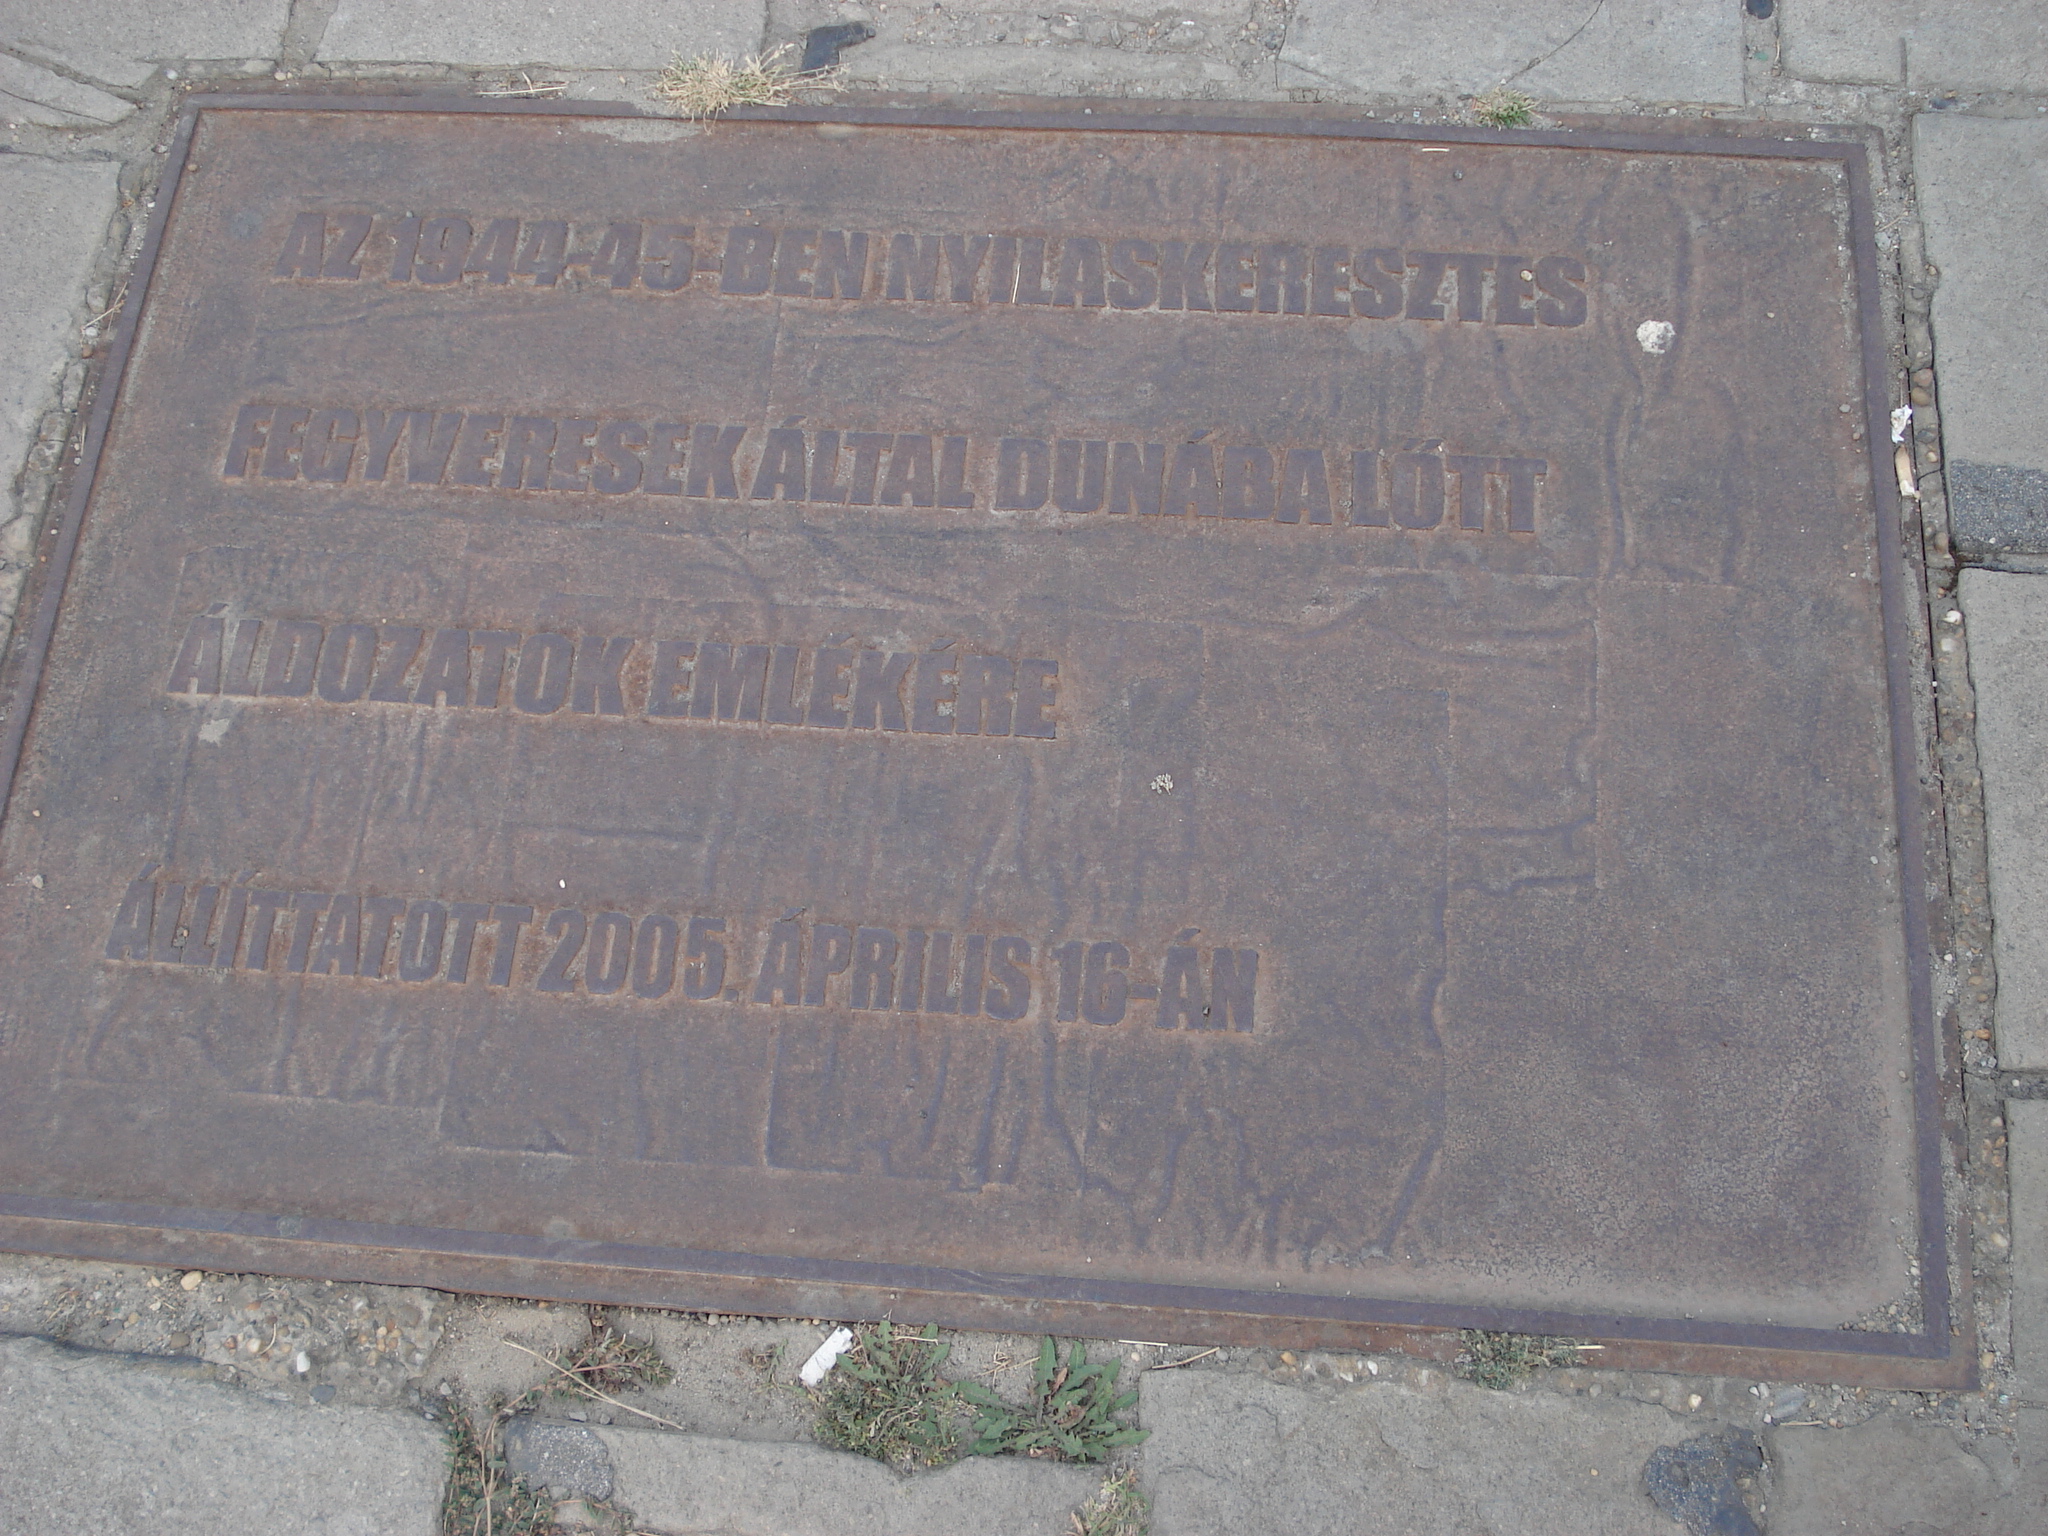 AZ 1944-45-BEN NYILASKERESZTES
FEGYVERESEK ÁLTAL DUNÁBA LŐTT
ÁLDOZATOK EMLÉKÉRE
ÁLLÍTTATOTT 2005. ÁPRILIS 16-ÁN